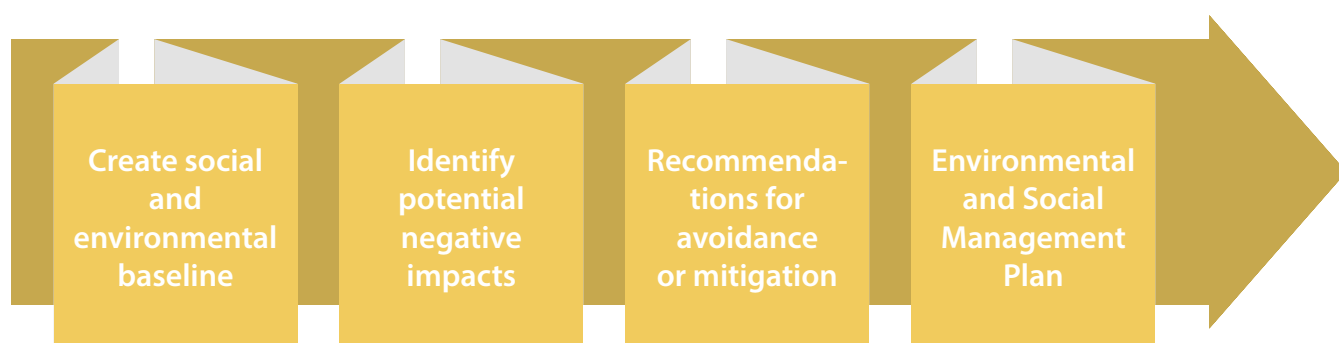 Create social
and
environmental
baseline
Identify
potential
negative
impacts
Recommenda-
tions for
avoidance
or mitigation
Environmental
and Social
Management
Plan